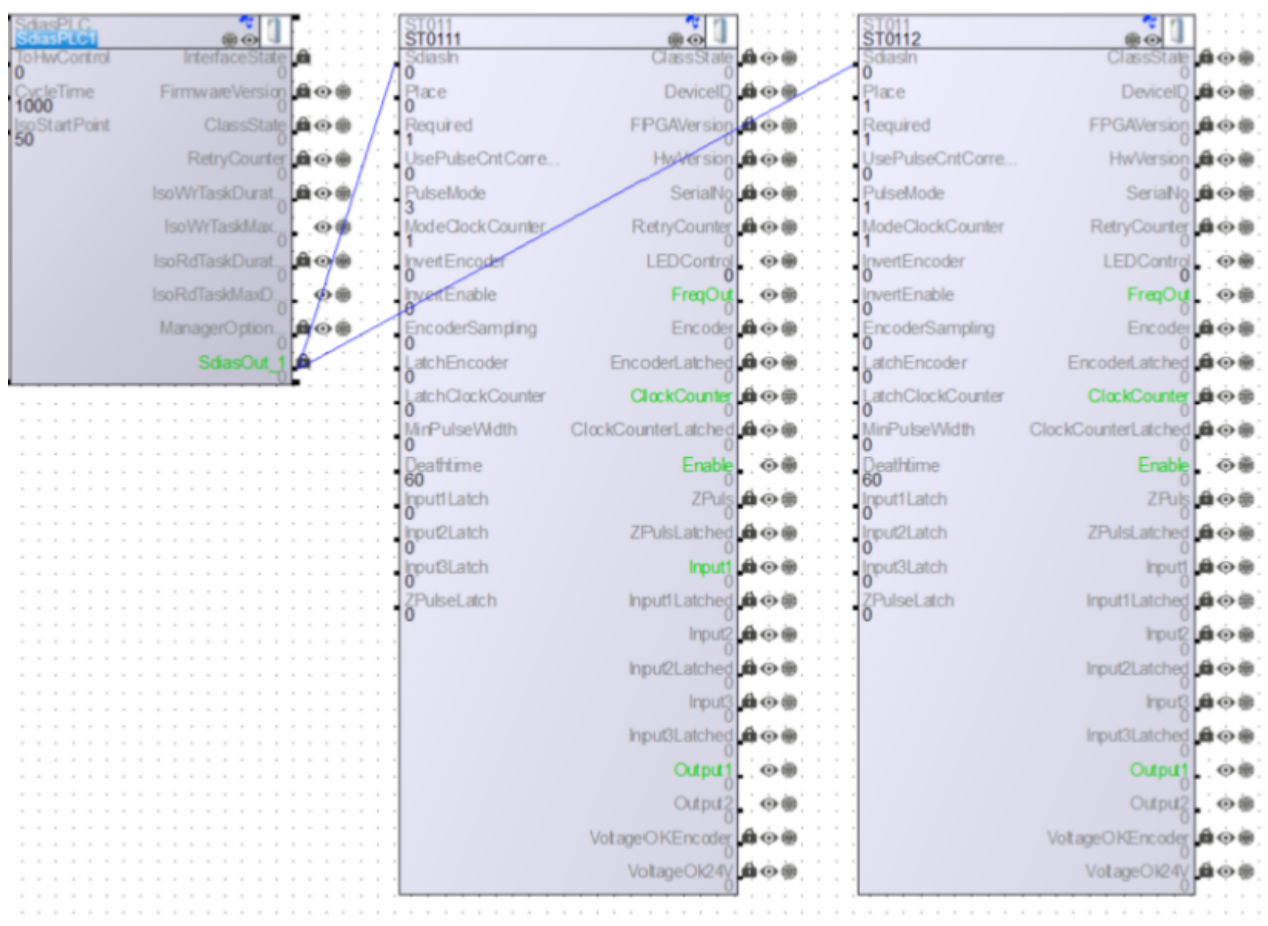 SdiasPLC
SdiasPLC1
ToHwControl InterfaceState
0 0
CycleTime FirmwareVersion
1000 0
IsoStartPoint ClassState
50 0
RetryCounter
0
IsoWrTaskDurat...
0
IsoWrTaskMax...
0
IsoRdTaskDurat...
0
IsoRdTaskMaxD...
0
ManagerOption...
0
SdiasOut_1
0
ST011
ST0111
SdiasIn ClassState
0 0
Place DeviceID
0 0
Required FPGAVersion
1 0
UsePulseCntCorre... HwVersion
0 0
PulseMode SerialNo
3 0
ModeClockCounter RetryCounter
1 0
InvertEncoder LEDControl
0 0
InvertEnable FreqOut
0 0
EncoderSampling Encoder
0 0
LatchEncoder EncoderLatched
0 0
LatchClockCounter ClockCounter
0 0
MinPulseWidth ClockCounterLatched
0 0
Deathtime Enable
60 0
Input1Latch ZPuls
0 0
Input2Latch ZPulsLatched
0 0
Input3Latch Input1
0 0
ZPulseLatch Input1Latched
0 0
Input2
0
Input2Latched
0
Input3
0
Input3Latched
0
Output1
0
Output2
0
VoltageOKEncoder
0
VoltageOk24V
0
ST011
ST0112
SdiasIn ClassState
0 0
Place DeviceID
1 0
Required FPGAVersion
1 0
UsePulseCntCorre... HwVersion
0 0
PulseMode SerialNo
1 0
ModeClockCounter RetryCounter
1 0
InvertEncoder LEDControl
0 0
InvertEnable FreqOut
0 0
EncoderSampling Encoder
0 0
LatchEncoder EncoderLatched
0 0
LatchClockCounter ClockCounter
0 0
MinPulseWidth ClockCounterLatched
0 0
Deathtime Enable
60 0
Input1Latch ZPuls
0 0
Input2Latch ZPulsLatched
0 0
Input3Latch Input1
0 0
ZPulseLatch Input1Latched
0 0
Input2
0
Input2Latched
0
Input3
0
Input3Latched
0
Output1
0
Output2
0
VoltageOKEncoder
0
VoltageOk24V
0